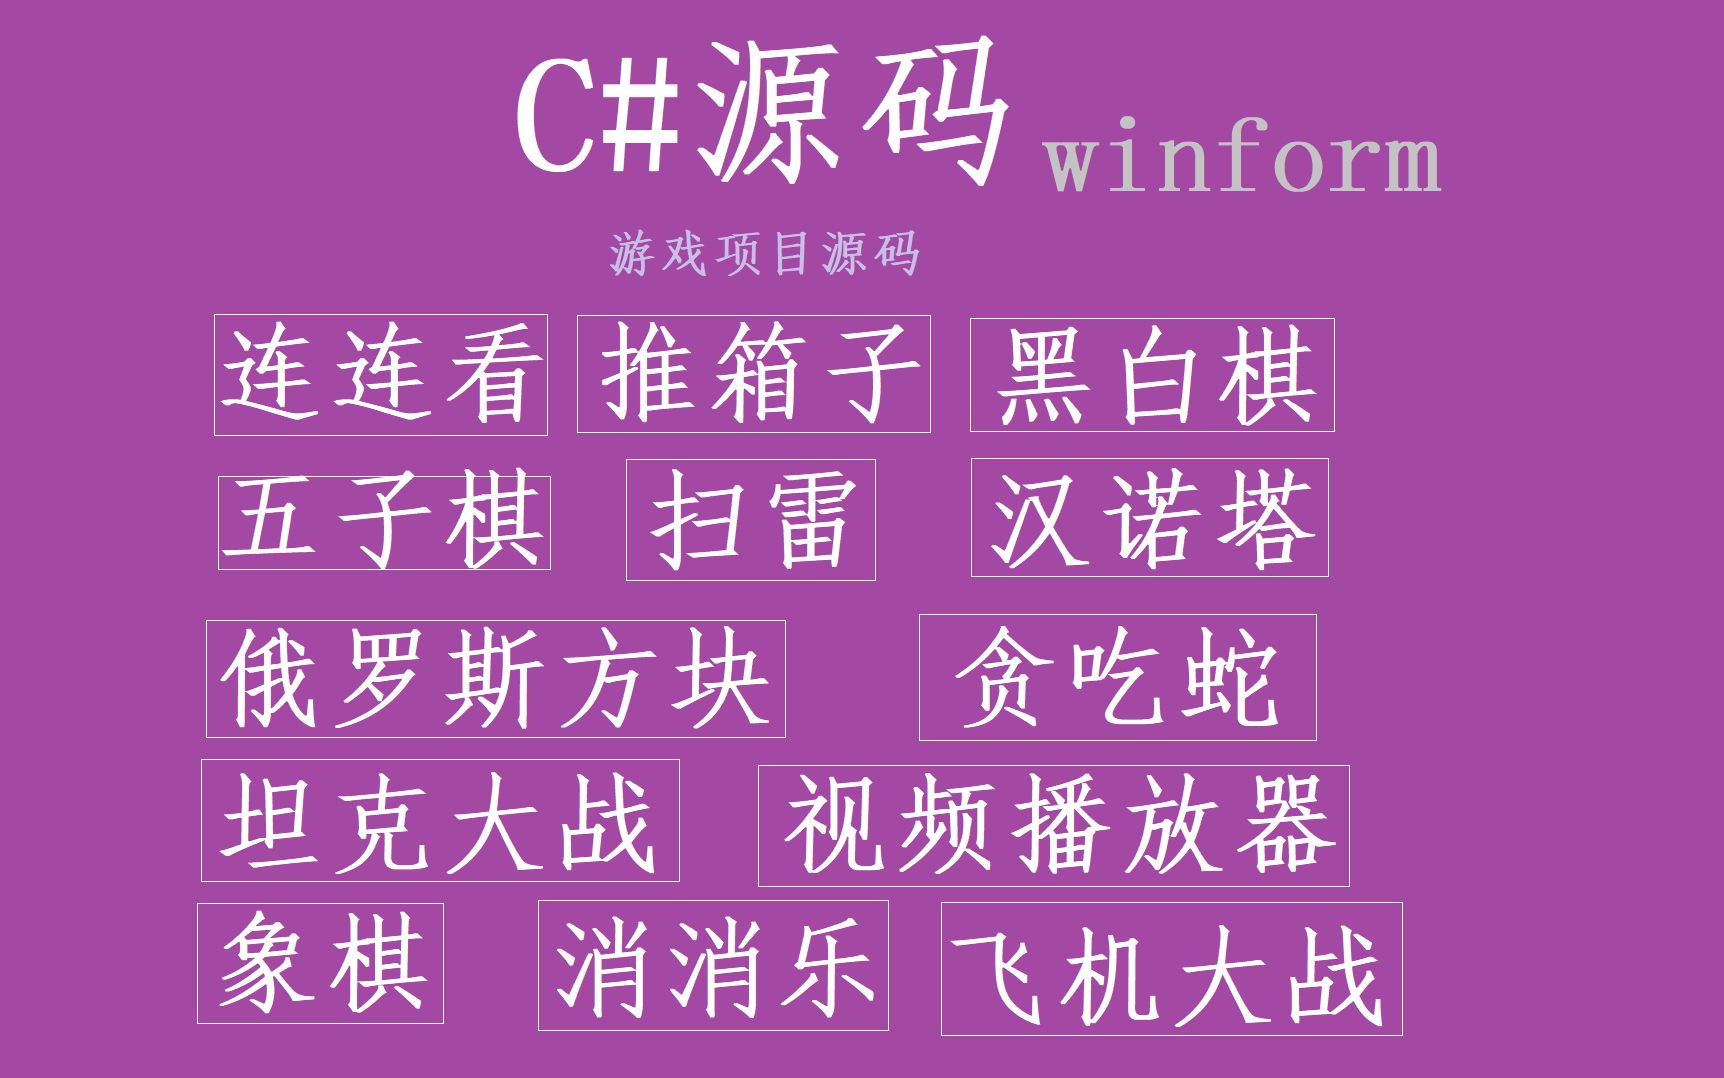 C#源码 winform
游戏项目源码
连连看 推箱子 黑白棋
五子棋 扫雷 汉诺塔
俄罗斯方块 贪吃蛇
坦克大战 视频播放器
象棋 消消乐 飞机大战